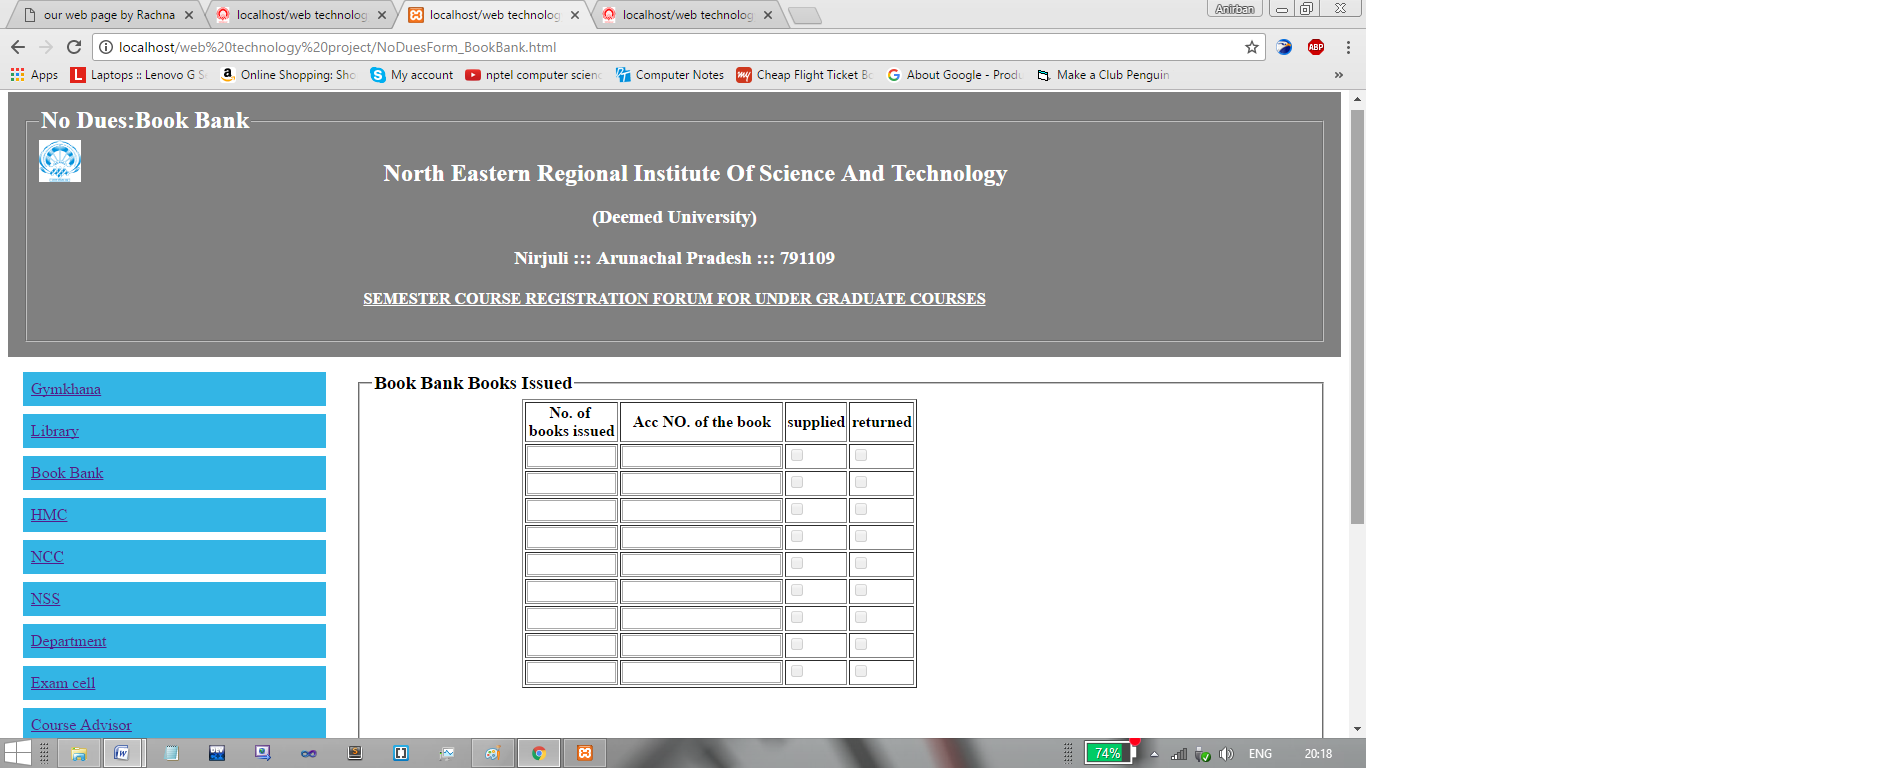 our web page by Rachna
localhost/web technolog
localhost/web technolog
localhost/web technolog
Anirban
localhost/web%20technology%20project/NoDuesForm_BookBank.html
ABP
Apps
Laptops :: Lenovo G S
Online Shopping: Sho
My account
nptel computer scienc
Computer Notes
Cheap Flight Ticket Bo
About Google - Produ
Make a Club Penguin
»
No Dues:Book Bank
North Eastern Regional Institute Of Science And Technology
(Deemed University)
Nirjuli ::: Arunachal Pradesh ::: 791109
SEMESTER COURSE REGISTRATION FORUM FOR UNDER GRADUATE COURSES
Gymkhana
Library
Book Bank
HMC
NCC
NSS
Department
Exam cell
Course Advisor
Book Bank Books Issued
No. of
books issued
Acc NO. of the book
supplied
returned
74%
ENG
20:18